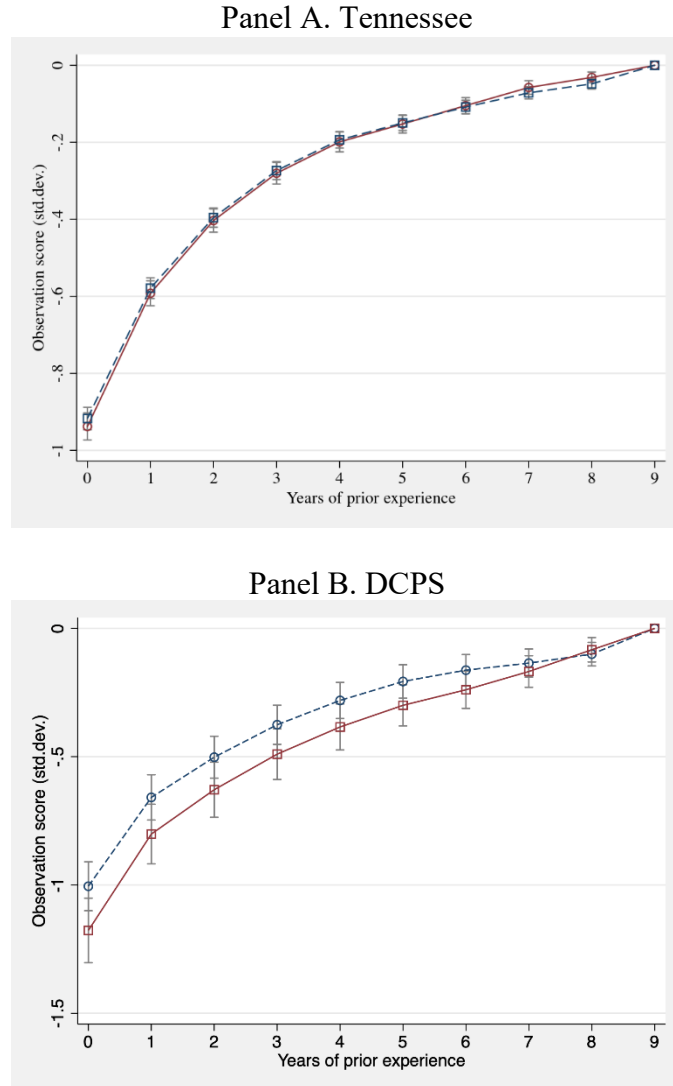 Panel A. Tennessee
Observation score (std.dev.)
0
-.2
-.4
-.6
-.8
-1
0 1 2 3 4 5 6 7 8 9
Years of prior experience
Panel B. DCPS
Observation score (std.dev.)
0
-.5
-1
-1.5
0 1 2 3 4 5 6 7 8 9
Years of prior experience